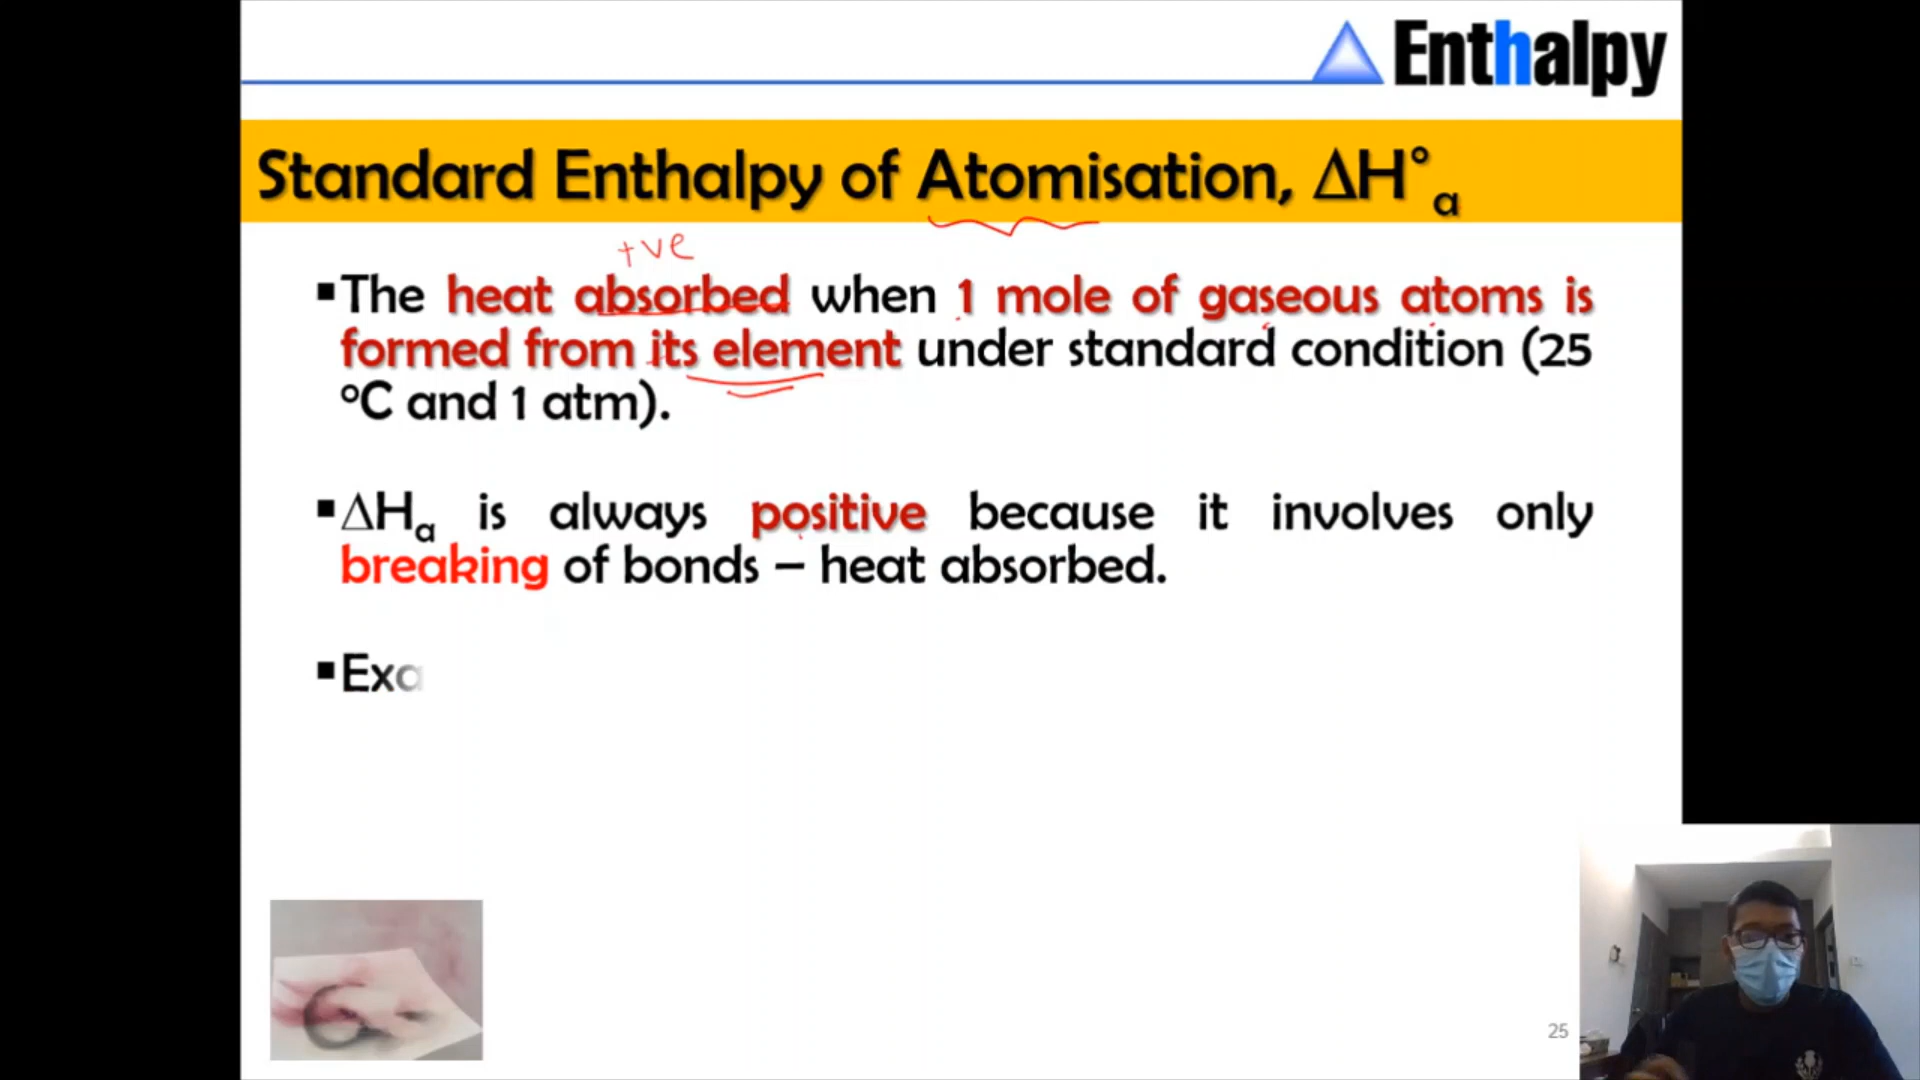 Enthalpy
Standard Enthalpy of Atomisation, ΔH°a
+ve
▪The heat absorbed when 1 mole of gaseous atoms is
formed from its element under standard condition (25
°C and 1 atm).
▪ΔHa is always positive because it involves only
breaking of bonds – heat absorbed.
▪Exa
25